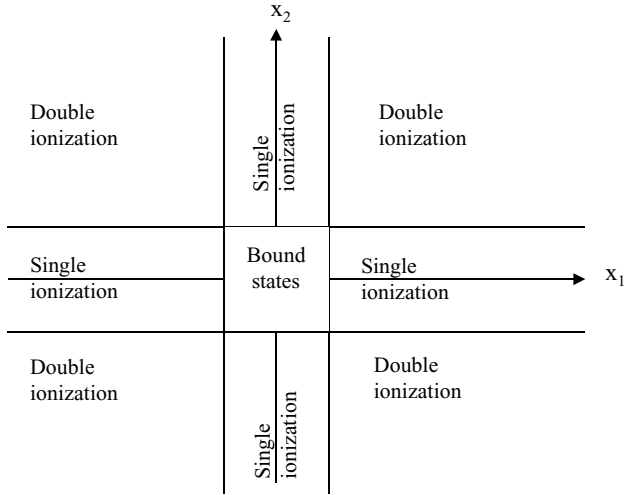 x2
Double
ionization
Single
ionization
Double
ionization
Single
ionization
Bound
states
Single
ionization
x1
Double
ionization
Single
ionization
Double
ionization